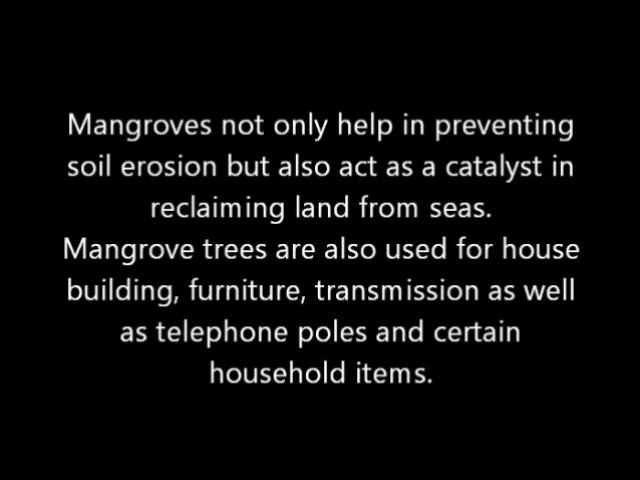 Mangroves not only help in preventing
soil erosion but also act as a catalyst in
reclaiming land from seas.
Mangrove trees are also used for house
building, furniture, transmission as well
as telephone poles and certain
household items.